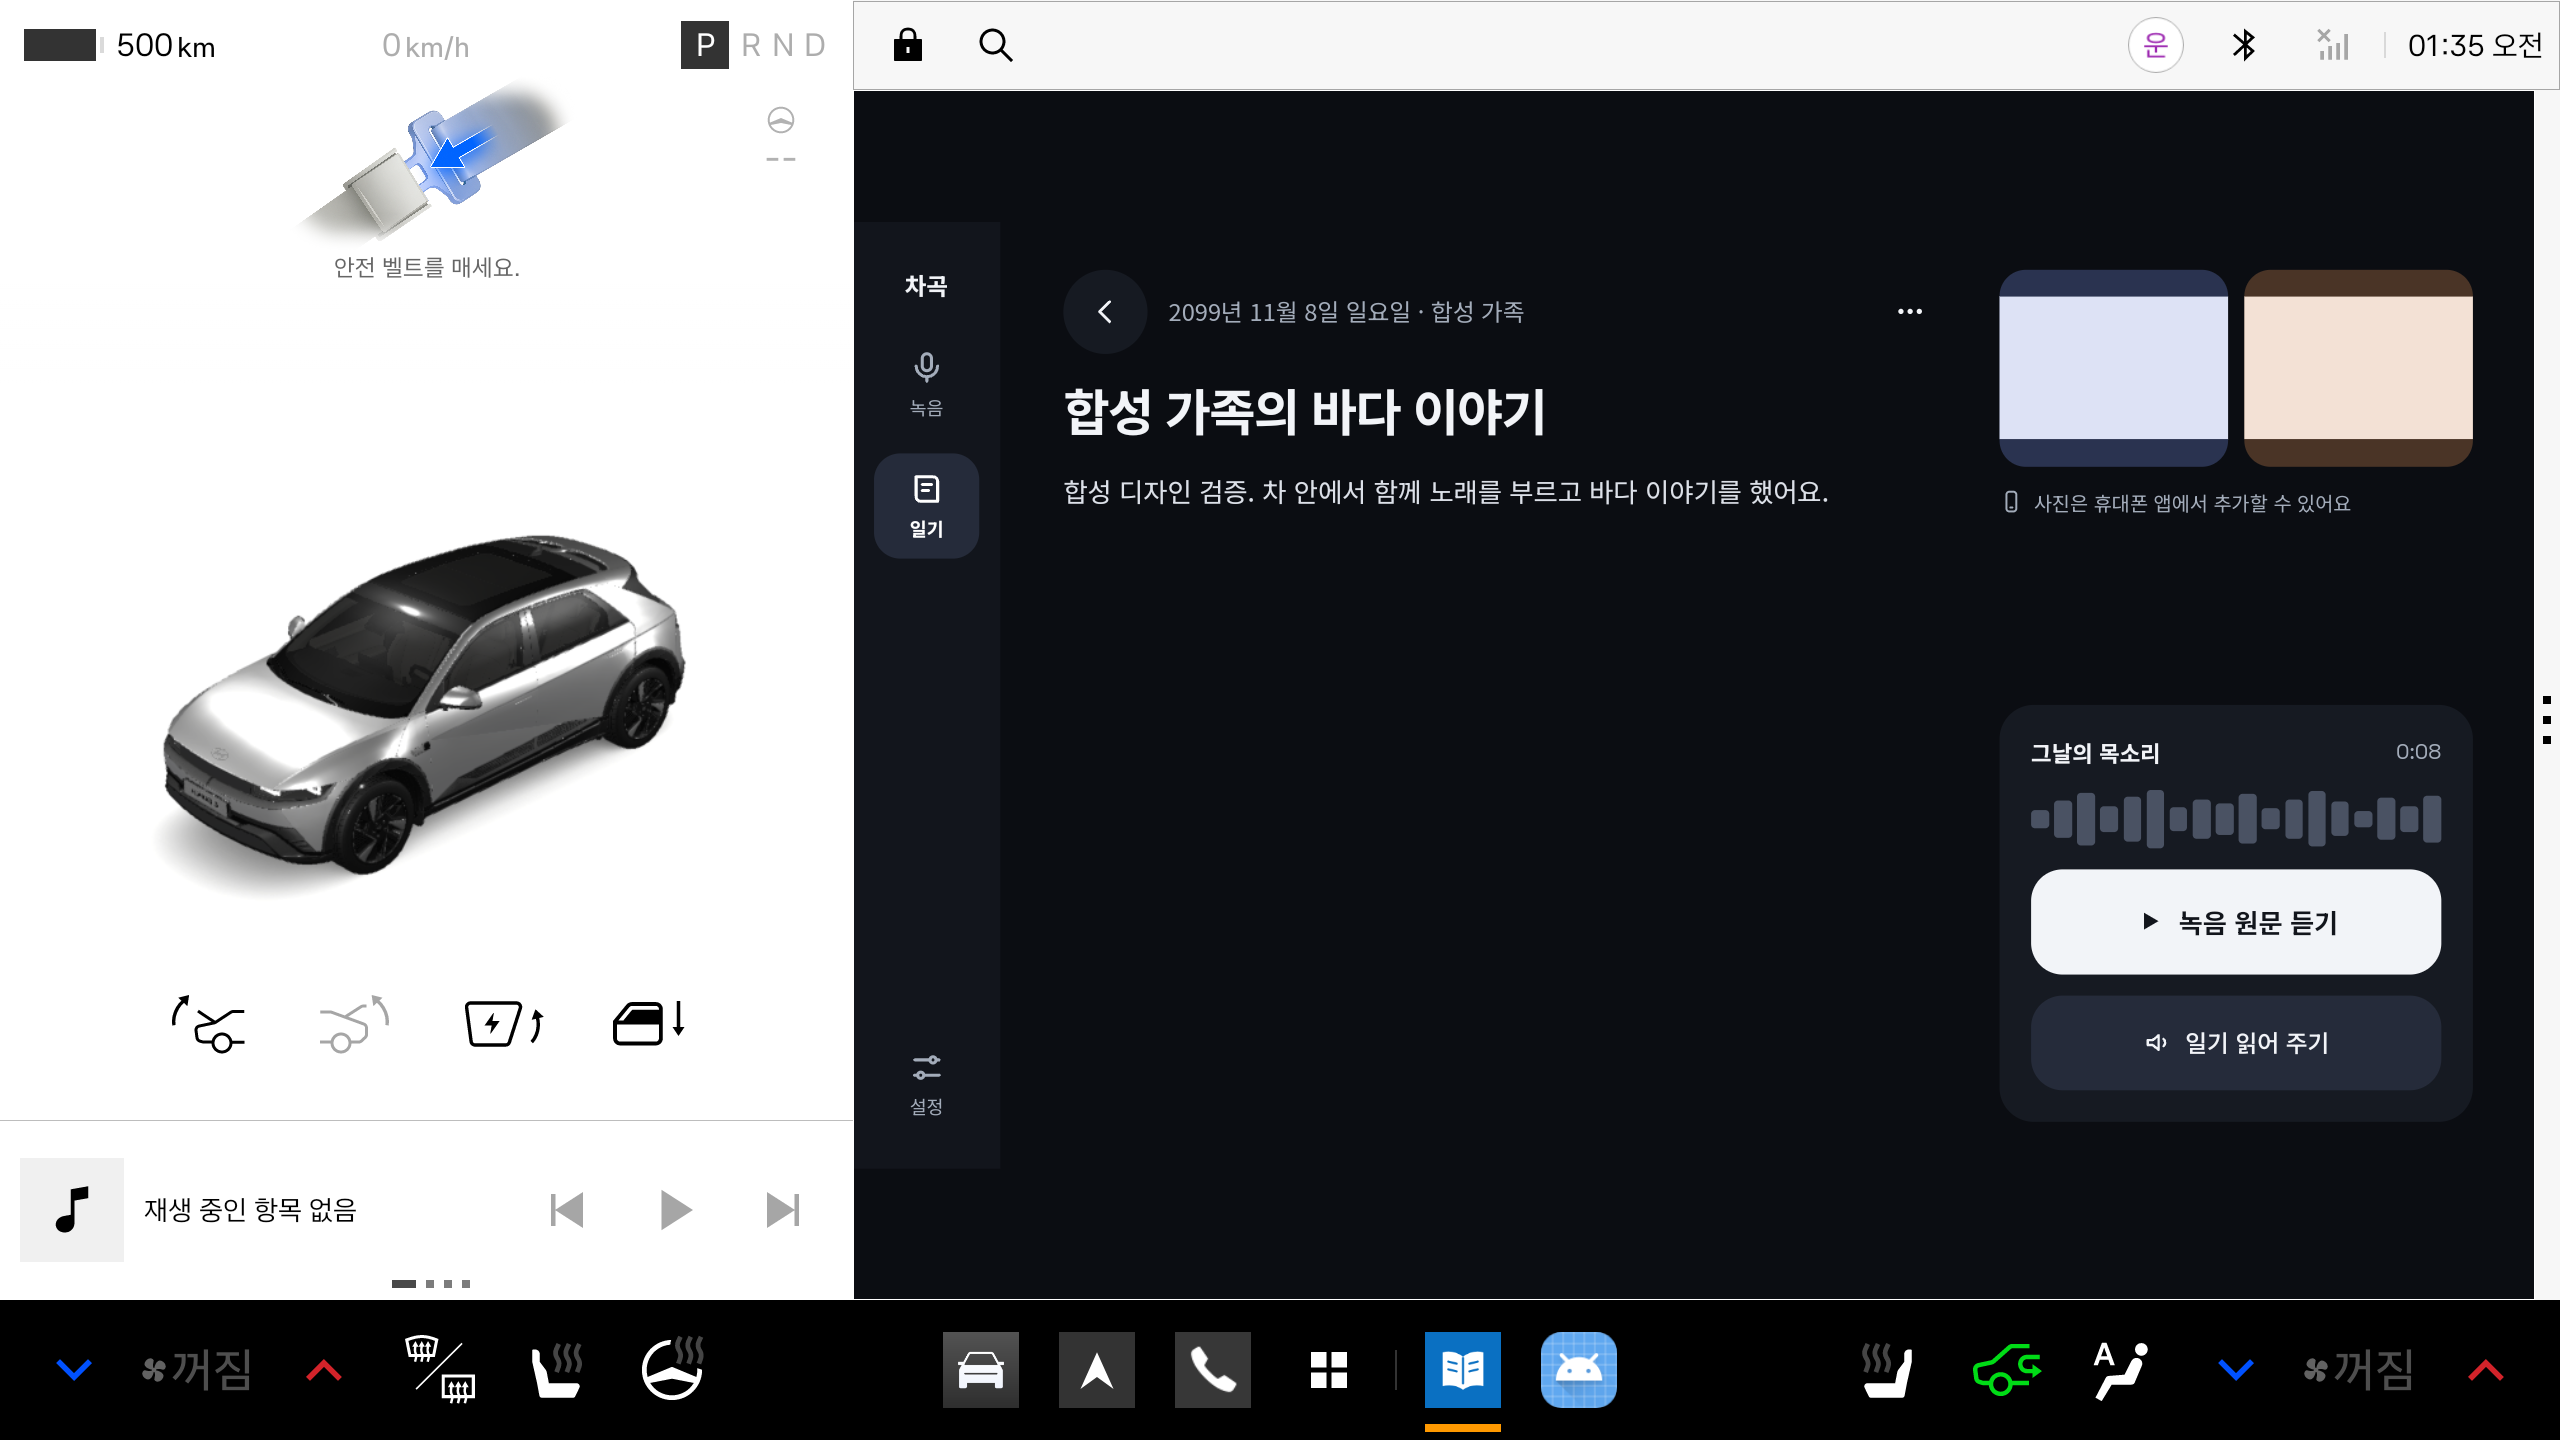 500 km
0 km/h
P R N D
운
01:35 오전
안전 벨트를 매세요.
차곡
녹음
일기
설정
2099년 11월 8일 일요일 · 합성 가족
합성 가족의 바다 이야기
합성 디자인 검증. 차 안에서 함께 노래를 부르고 바다 이야기를 했어요.
사진은 휴대폰 앱에서 추가할 수 있어요
그날의 목소리
0:08
녹음 원문 듣기
일기 읽어 주기
재생 중인 항목 없음
꺼짐
A
꺼짐